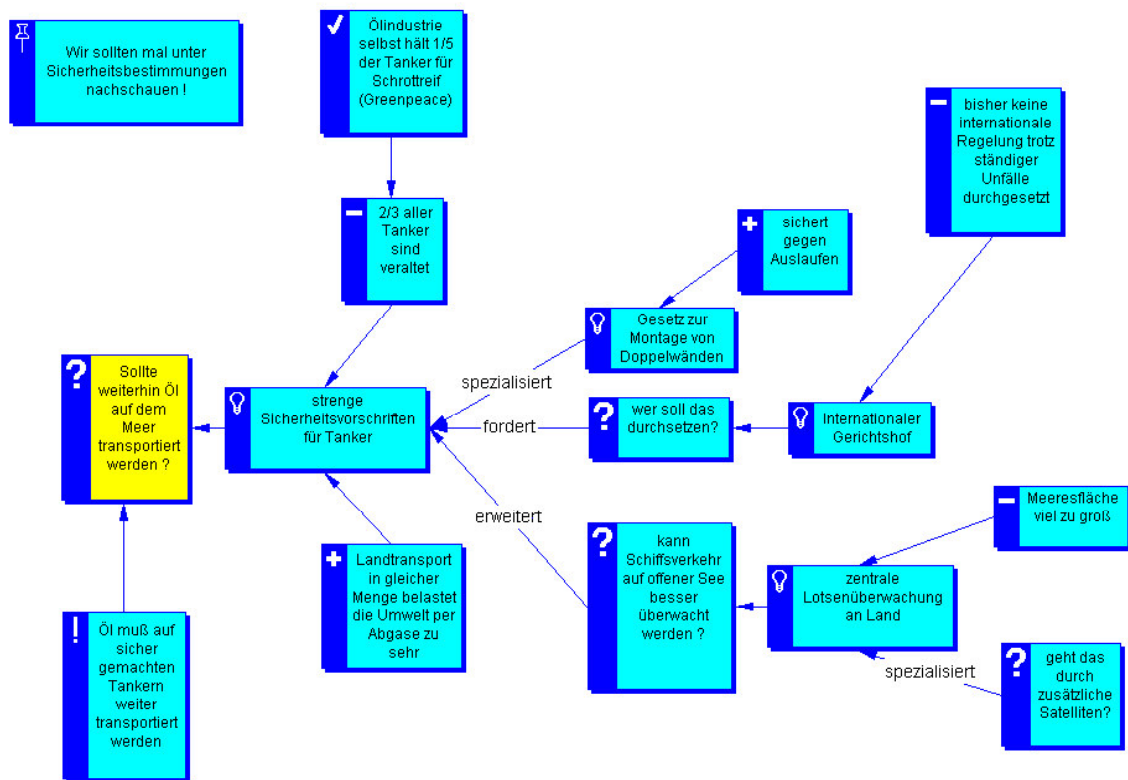 Wir sollten mal unter
Sicherheitsbestimmungen
nachschauen !
Ölindustrie
selbst hält 1/5
der Tanker für
Schrottreif
(Greenpeace)
bisher keine
internationale
Regelung trotz
ständiger
Unfälle
durchgesetzt
2/3 aller
Tanker
sind
veraltet
sichert
gegen
Auslaufen
Gesetz zur
Montage von
Doppelwänden
Sollte
weiterhin Öl
auf dem
Meer
transportiert
werden ?
spezialisiert
strenge
Sicherheitsvorschriften
für Tanker
fordert
wer soll das
durchsetzen?
Internationaler
Gerichtshof
erweitert
Meeresfläche
viel zu groß
kann
Schiffsverkehr
auf offener See
besser
überwacht
werden ?
Landtransport
in gleicher
Menge belastet
die Umwelt per
Abgase zu
sehr
zentrale
Lotsenüberwachung
an Land
Öl muß auf
sicher
gemachten
Tankern
weiter
transportiert
werden
spezialisiert
geht das
durch
zusätzliche
Satelliten?